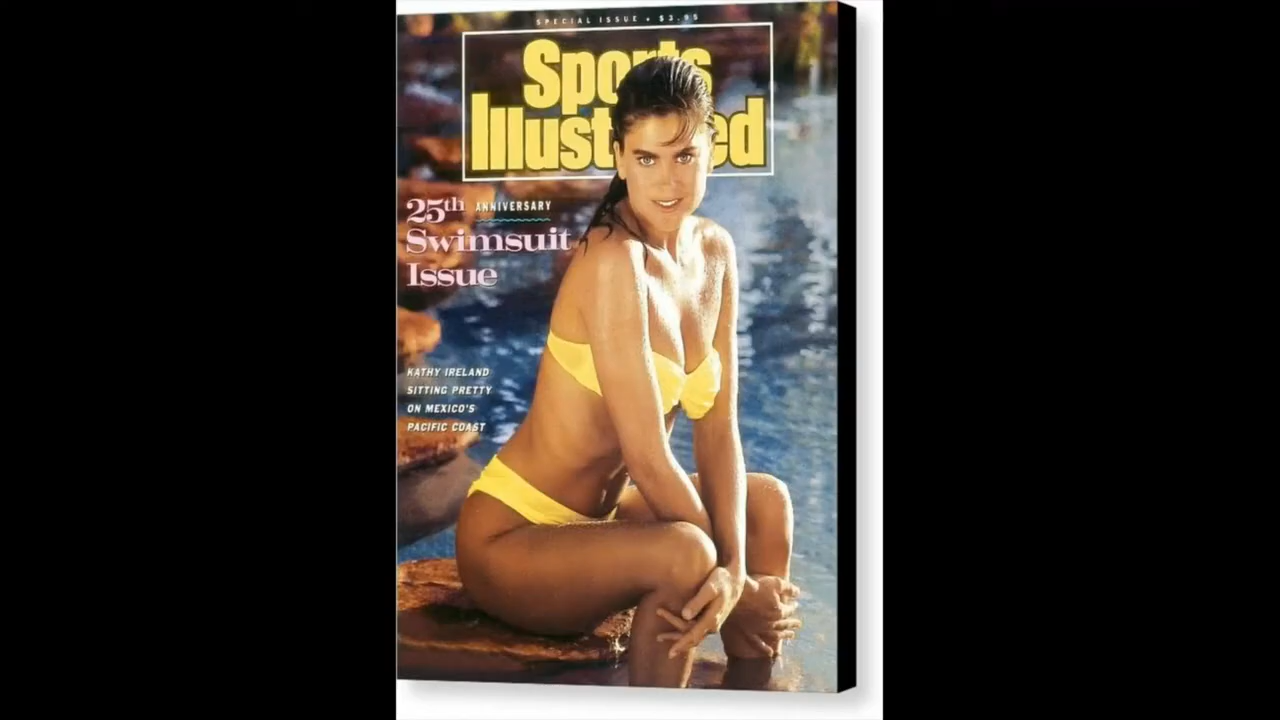 SPECIAL ISSUE • $3.95
Sports
Illustrated
25th ANNIVERSARY
Swimsuit
Issue
KATHY IRELAND
SITTING PRETTY
ON MEXICO'S
PACIFIC COAST